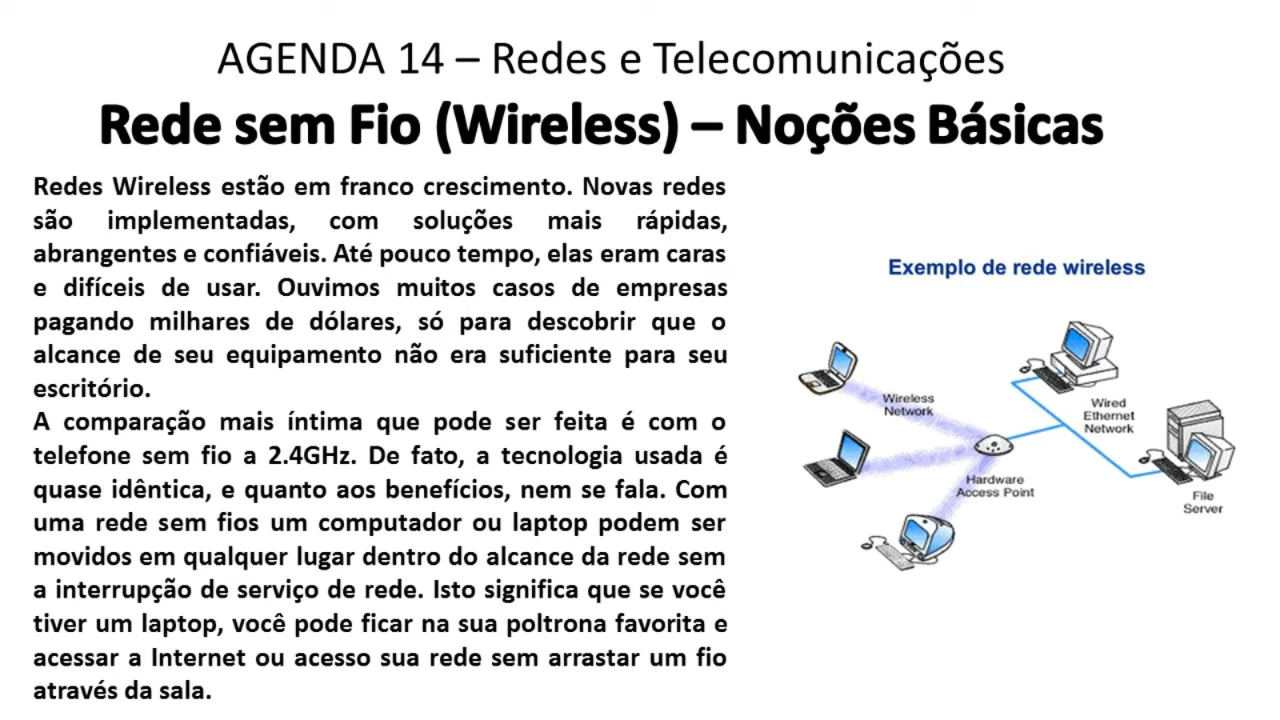 AGENDA 14 – Redes e Telecomunicações
Rede sem Fio (Wireless) – Noções Básicas
Redes Wireless estão em franco crescimento. Novas redes
são implementadas, com soluções mais rápidas,
abrangentes e confiáveis. Até pouco tempo, elas eram caras
e difíceis de usar. Ouvimos muitos casos de empresas
pagando milhares de dólares, só para descobrir que o
alcance de seu equipamento não era suficiente para seu
escritório.
A comparação mais íntima que pode ser feita é com o
telefone sem fio a 2.4GHz. De fato, a tecnologia usada é
quase idêntica, e quanto aos benefícios, nem se fala. Com
uma rede sem fios um computador ou laptop podem ser
movidos em qualquer lugar dentro do alcance da rede sem
a interrupção de serviço de rede. Isto significa que se você
tiver um laptop, você pode ficar na sua poltrona favorita e
acessar a Internet ou acesso sua rede sem arrastar um fio
através da sala.
Exemplo de rede wireless
Wireless
Network
Wired
Ethernet
Network
Hardware
Access Point
File
Server